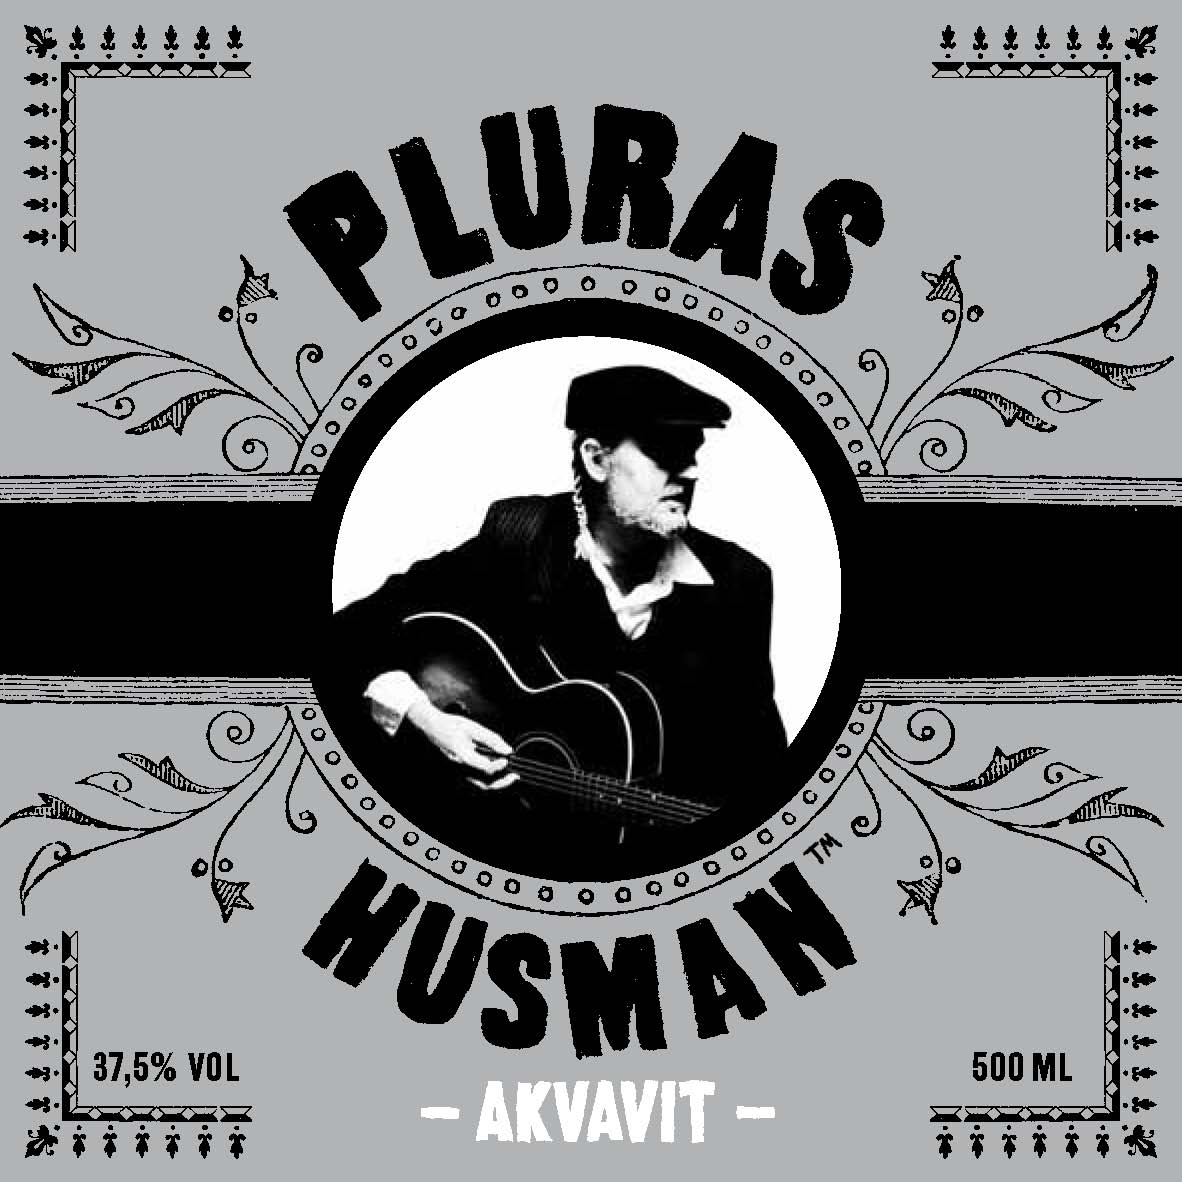 PLURAS
HUSMAN™
37,5% VOL
500 ML
– AKVAVIT –